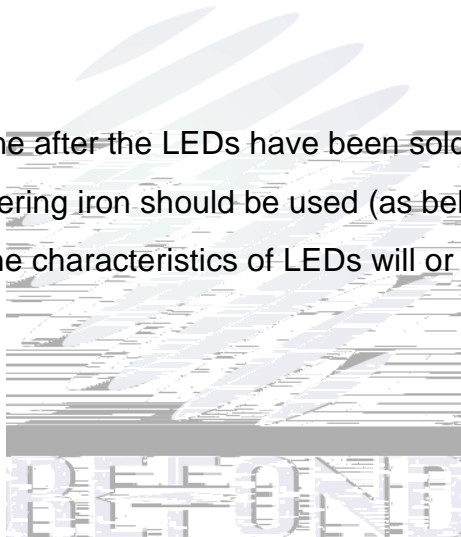 ne after the LEDs have been sold
ering iron should be used (as bel
he characteristics of LEDs will or
REFOND